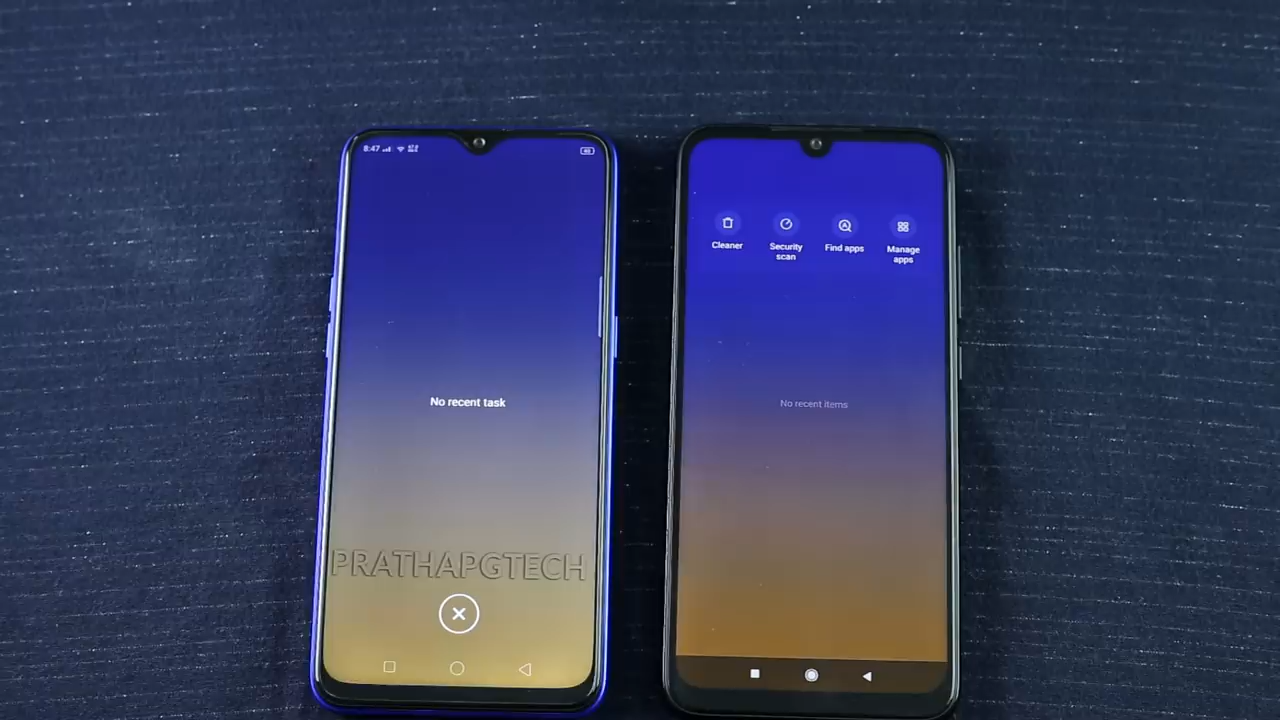 8:47
Cleaner
Security
scan
Find apps
Manage
apps
No recent task
No recent items
PRATHAPGTECH